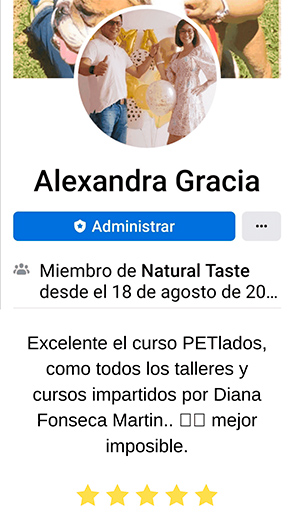 Alexandra Gracia
Administrar
Miembro de Natural Taste
desde el 18 de agosto de 20...
Excelente el curso PETlados,
como todos los talleres y
cursos impartidos por Diana
Fonseca Martin.. 􏰀􏰀 mejor
imposible.